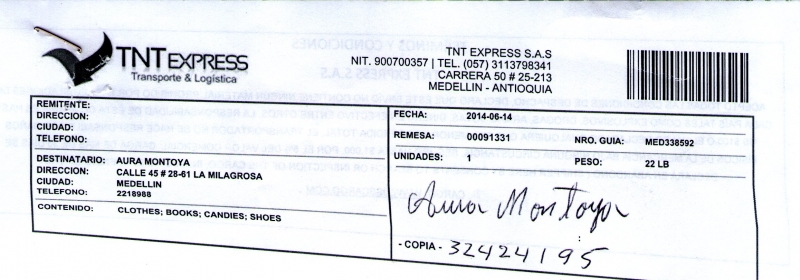 TNT EXPRESS
Transporte & Logística
TNT EXPRESS S.A.S
NIT. 900700357 | TEL. (057) 3113798341
CARRERA 50 # 25-213
MEDELLIN - ANTIOQUIA
REMITENTE:
DIRECCION:
CIUDAD:
TELEFONO:
DESTINATARIO: AURA MONTOYA
DIRECCION: CALLE 45 # 28-61 LA MILAGROSA
CIUDAD: MEDELLIN
TELEFONO: 2218988
CONTENIDO: CLOTHES; BOOKS; CANDIES; SHOES
FECHA: 2014-06-14
REMESA: 00091331 NRO. GUIA: MED338592
UNIDADES: 1 PESO: 22 LB
Aura Montoya
- COPIA - 32424195